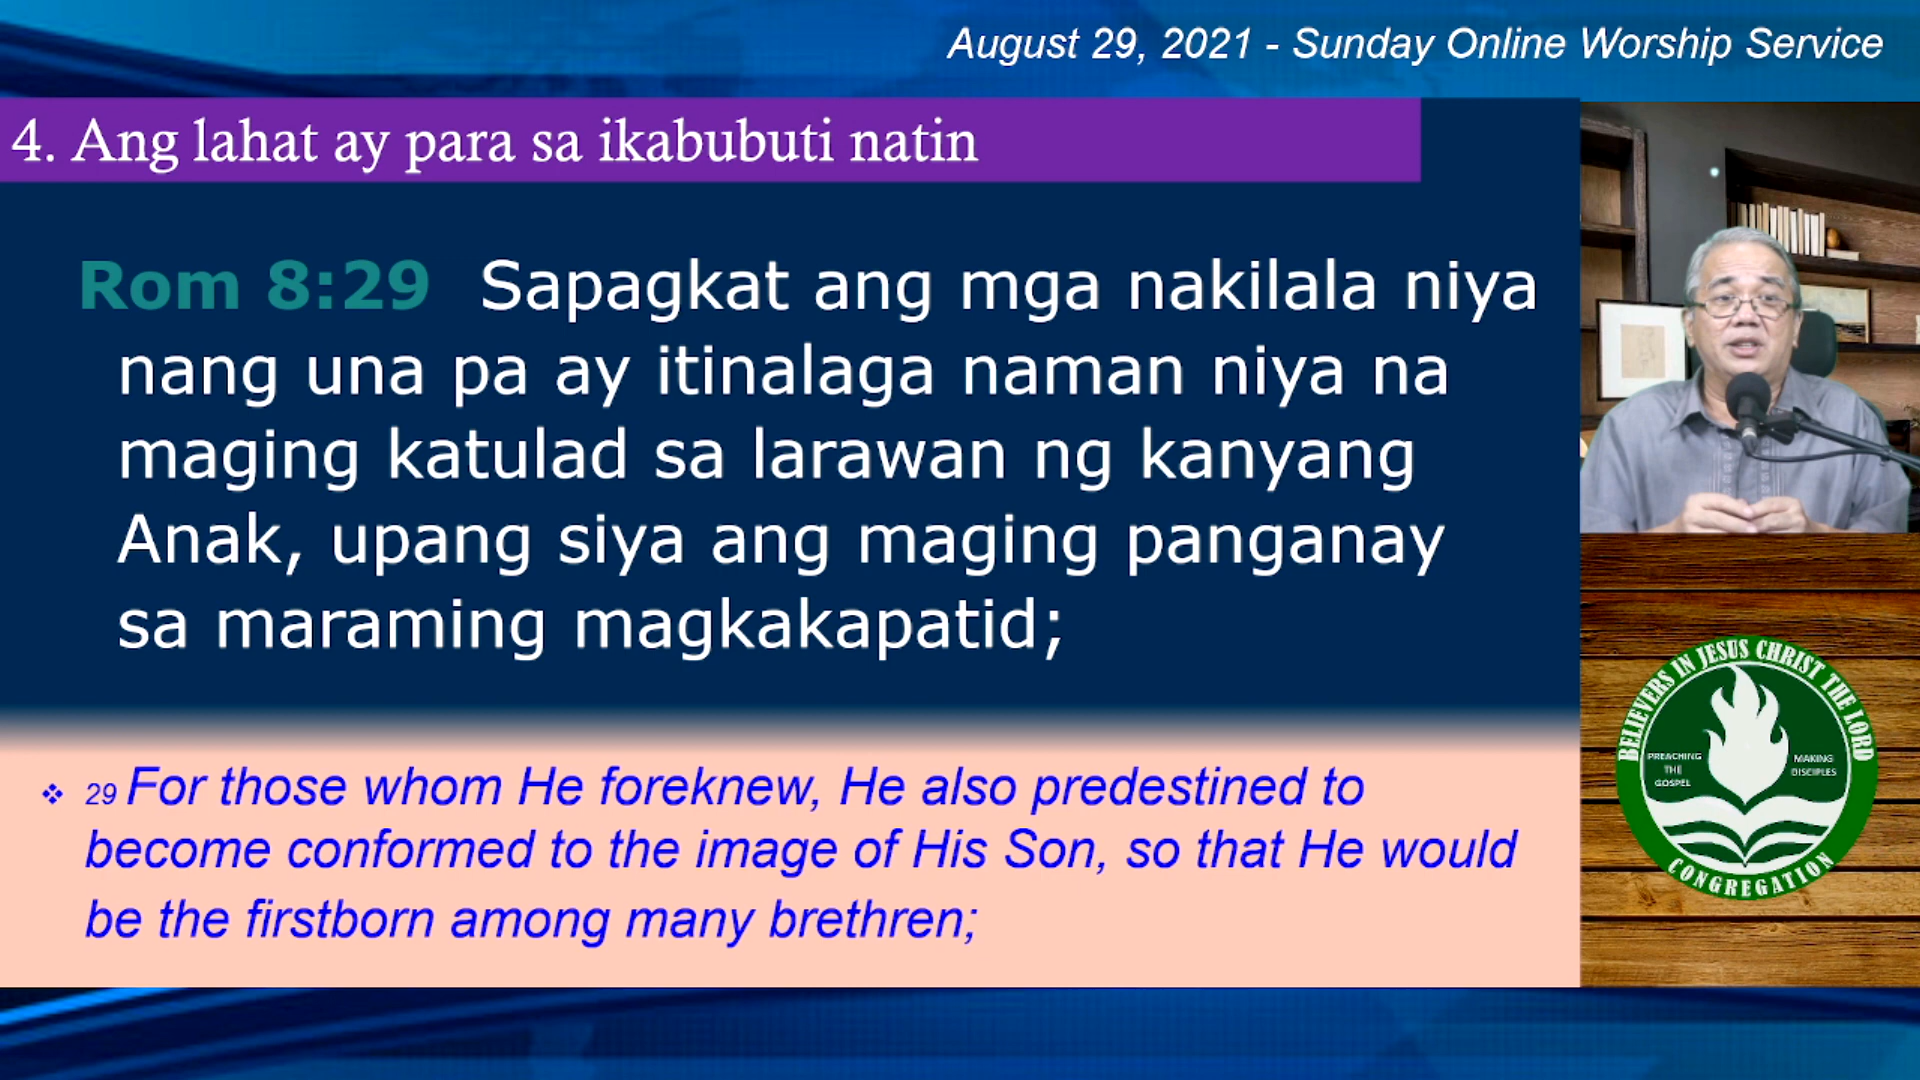 August 29, 2021 - Sunday Online Worship Service
4. Ang lahat ay para sa ikabubuti natin
Rom 8:29 Sapagkat ang mga nakilala niya
nang una pa ay itinalaga naman niya na
maging katulad sa larawan ng kanyang
Anak, upang siya ang maging panganay
sa maraming magkakapatid;
29 For those whom He foreknew, He also predestined to
become conformed to the image of His Son, so that He would
be the firstborn among many brethren;
BELIEVERS IN JESUS CHRIST THE LORD
PREACHING
THE
GOSPEL
MAKING
DISCIPLES
CONGREGATION